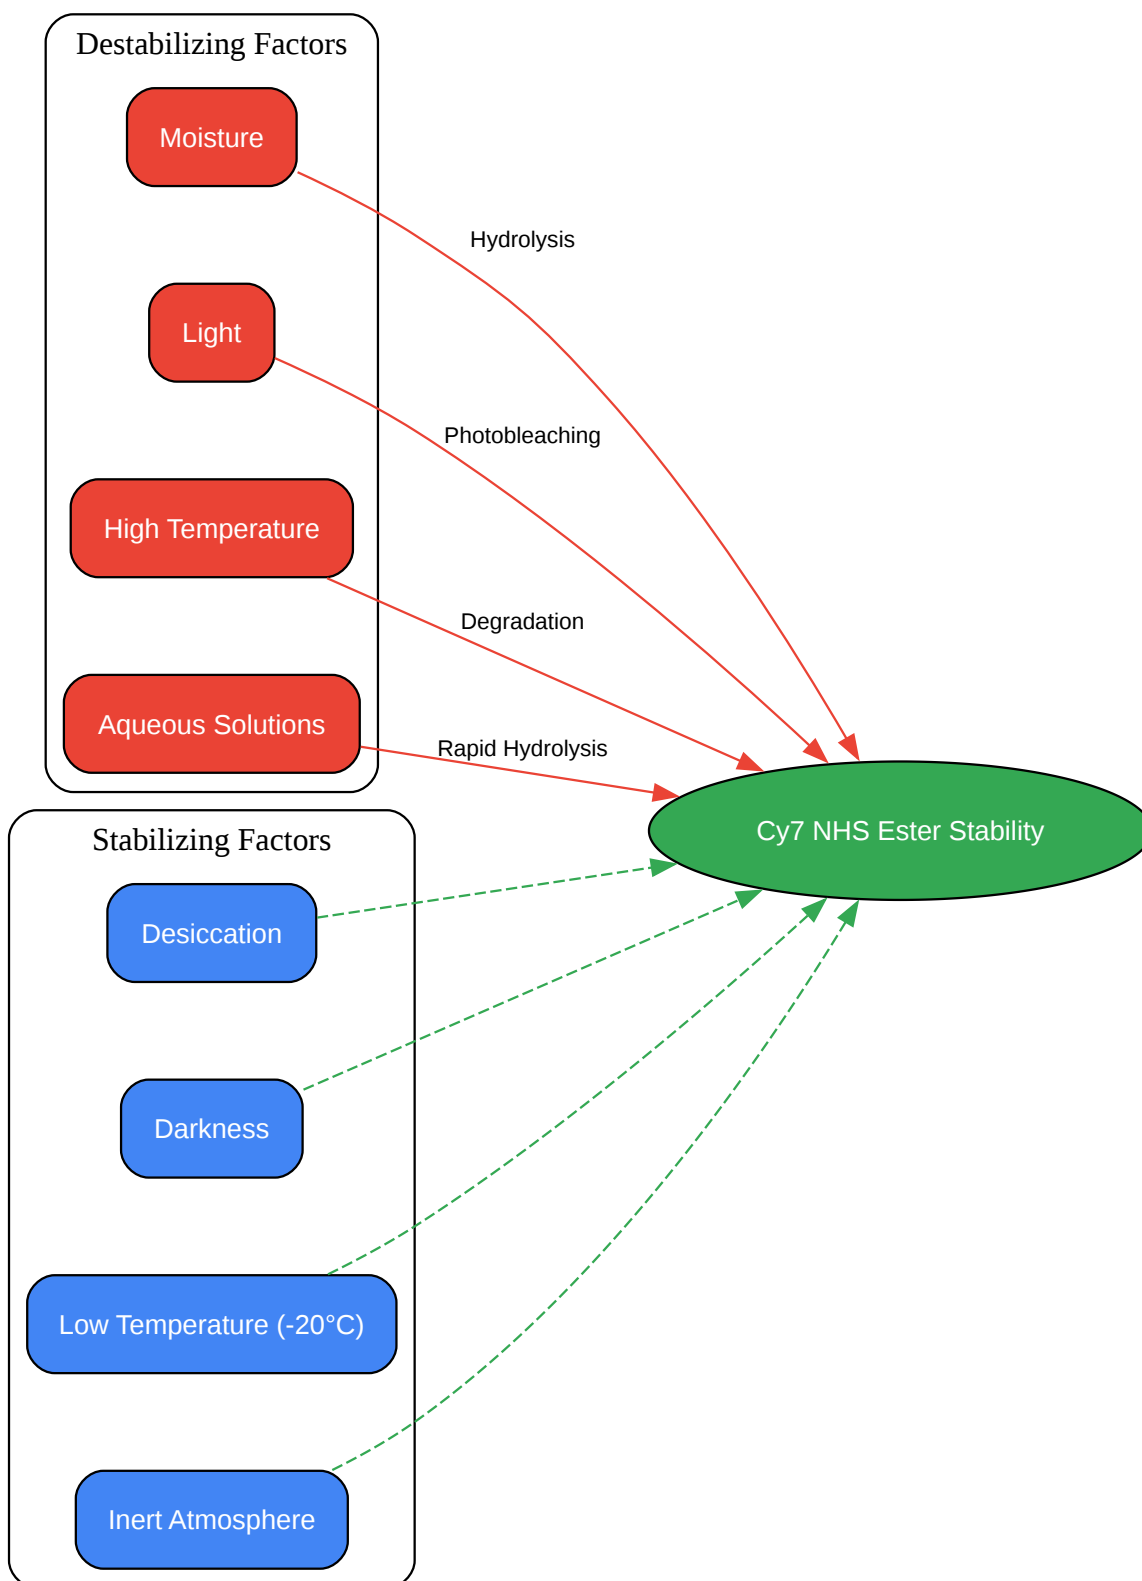 Destabilizing Factors
Moisture
Hydrolysis
Light
Photobleaching
High Temperature
Degradation
Aqueous Solutions
Rapid Hydrolysis
Cy7 NHS Ester Stability
Stabilizing Factors
Desiccation
Darkness
Low Temperature (-20°C)
Inert Atmosphere